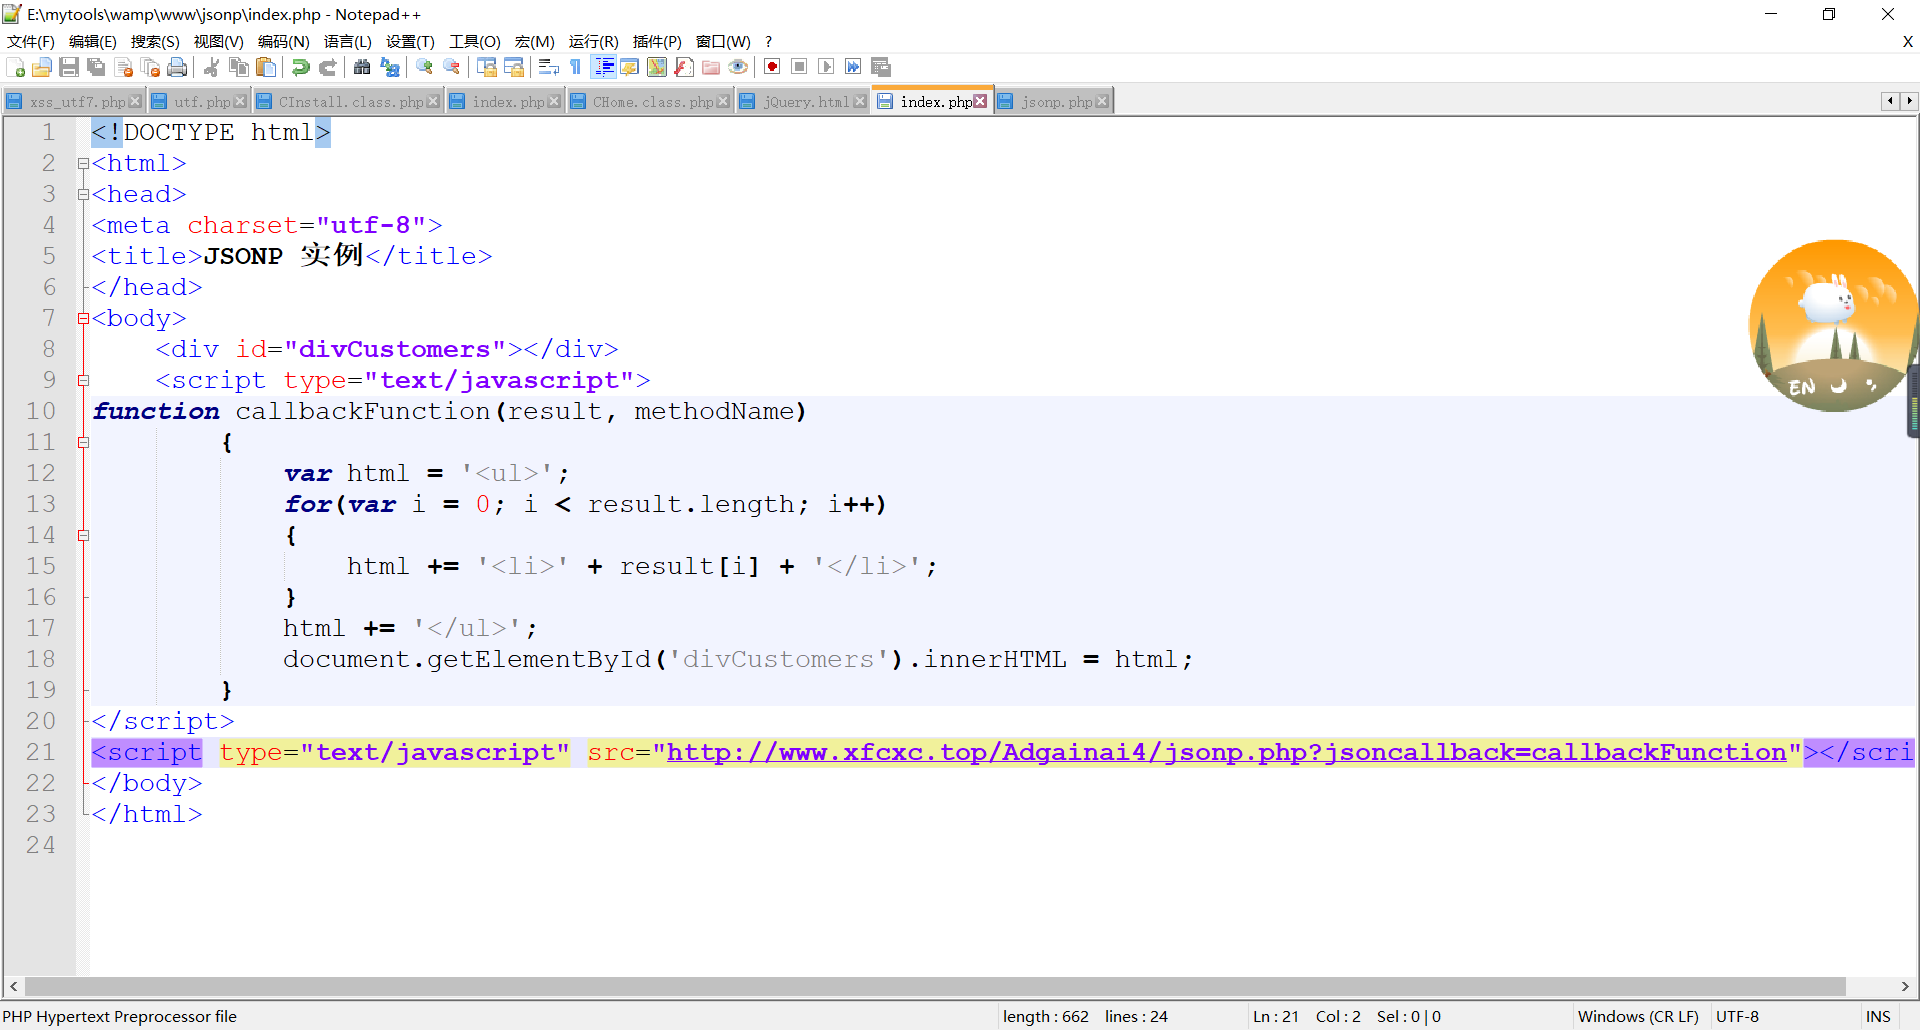 E:\mytools\wamp\www\jsonp\index.php - Notepad++
文件(F) 编辑(E) 搜索(S) 视图(V) 编码(N) 语言(L) 设置(T) 工具(O) 宏(M) 运行(R) 插件(P) 窗口(W) ? X
xss_utf7.php utf.php CInstall.class.php index.php CHome.class.php jQuery.html index.php jsonp.php
1 <!DOCTYPE html>
2 <html>
3 <head>
4 <meta charset="utf-8">
5 <title>JSONP 实例</title>
6 </head>
7 <body>
8 <div id="divCustomers"></div>
9 <script type="text/javascript">
10 function callbackFunction(result, methodName)
11 {
12 var html = '<ul>';
13 for(var i = 0; i < result.length; i++)
14 {
15 html += '<li>' + result[i] + '</li>';
16 }
17 html += '</ul>';
18 document.getElementById('divCustomers').innerHTML = html;
19 }
20 </script>
21 <script type="text/javascript" src="http://www.xfcxc.top/Adgainai4/jsonp.php?jsoncallback=callbackFunction"></scri
22 </body>
23 </html>
24
EN
PHP Hypertext Preprocessor file length : 662 lines : 24 Ln : 21 Col : 2 Sel : 0 | 0 Windows (CR LF) UTF-8 INS